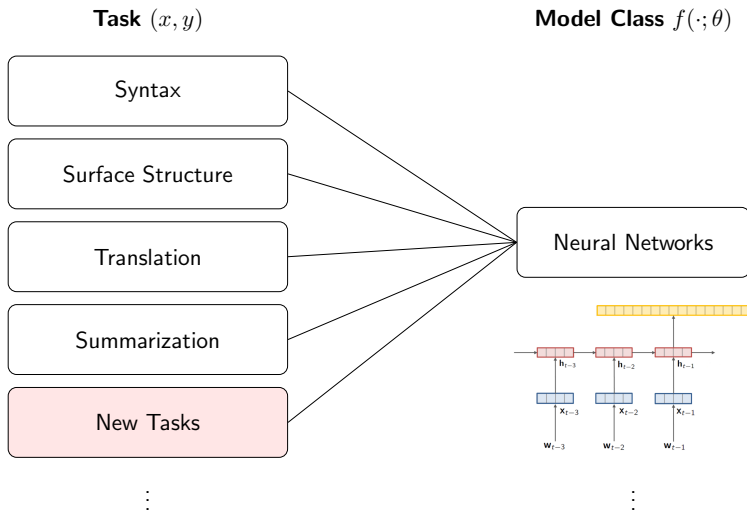 Task (x, y)
Model Class f(·; θ)
Syntax
Surface Structure
Translation
Summarization
New Tasks
⋮
Neural Networks
h_{t−3} h_{t−2} h_{t−1}
x_{t−3} x_{t−2} x_{t−1}
w_{t−3} w_{t−2} w_{t−1}
⋮